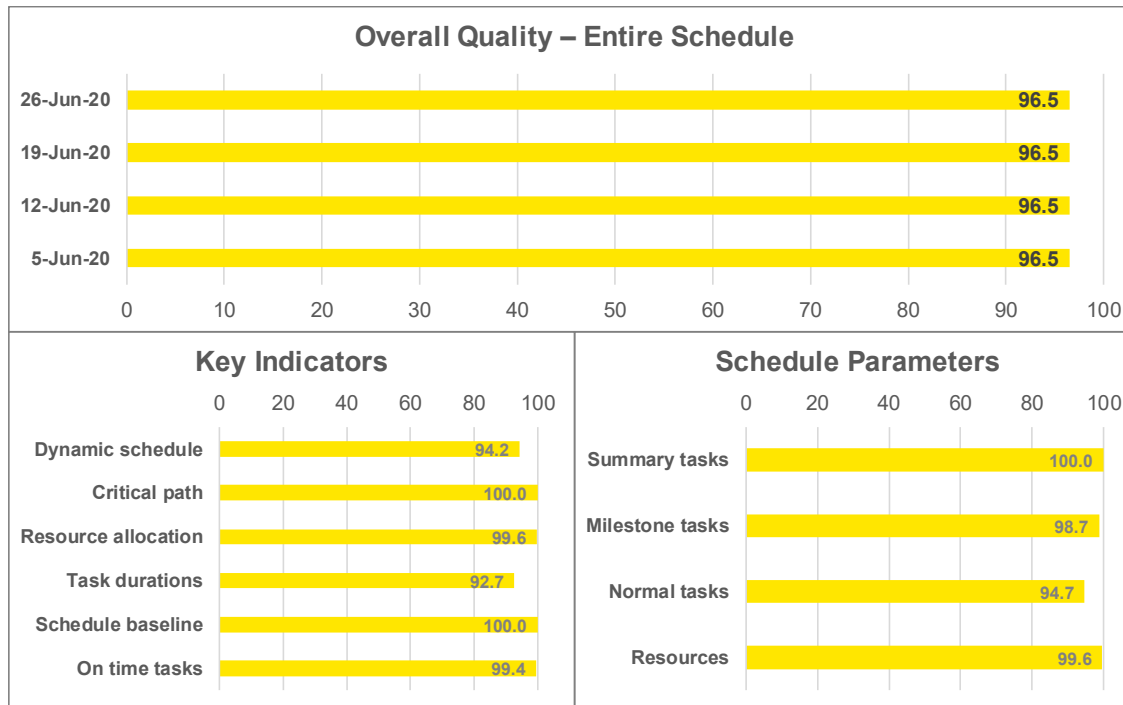 Overall Quality – Entire Schedule
26-Jun-20 96.5
19-Jun-20 96.5
12-Jun-20 96.5
5-Jun-20 96.5
0 10 20 30 40 50 60 70 80 90 100
Key Indicators
0 20 40 60 80 100
Dynamic schedule 94.2
Critical path 100.0
Resource allocation 99.6
Task durations 92.7
Schedule baseline 100.0
On time tasks 99.4
Schedule Parameters
0 20 40 60 80 100
Summary tasks 100.0
Milestone tasks 98.7
Normal tasks 94.7
Resources 99.6